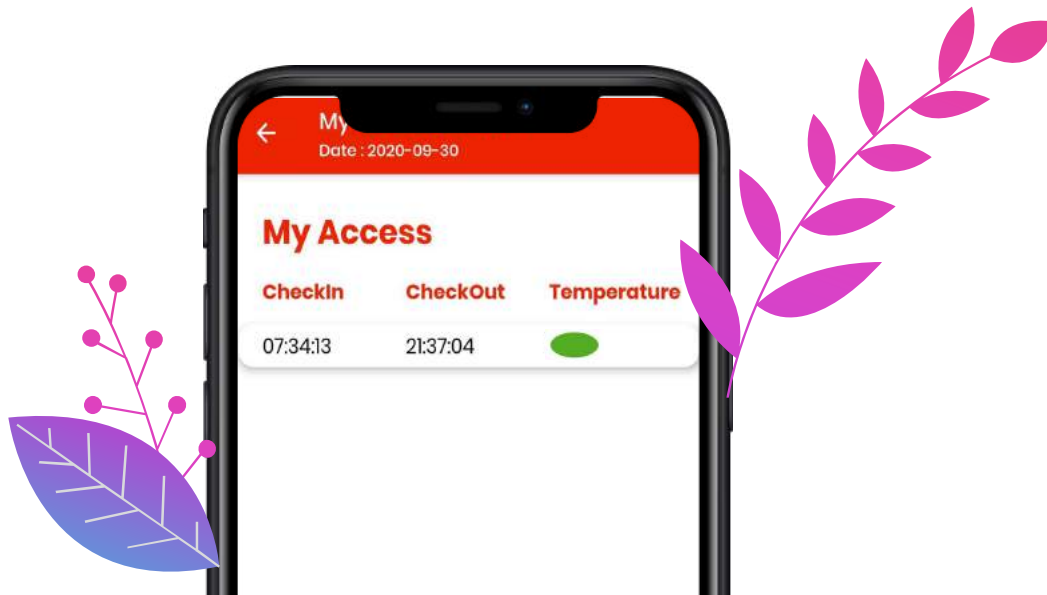 My
Date : 2020-09-30
My Access
CheckIn CheckOut Temperature
07:34:13 21:37:04